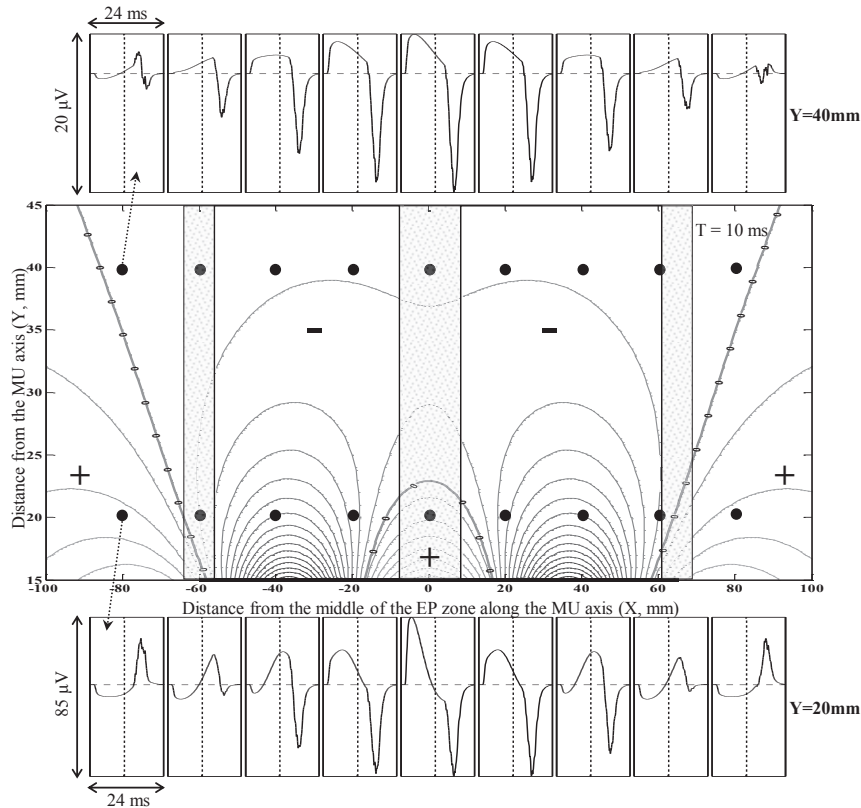 24 ms
20 μV
Y=40mm
45
T = 10 ms
40
35
30
25
20
15
Distance from the MU axis (Y, mm)
+
+
+
-100 -80 -60 -40 -20 0 20 40 60 80 100
Distance from the middle of the EP zone along the MU axis (X, mm)
85 μV
Y=20mm
24 ms